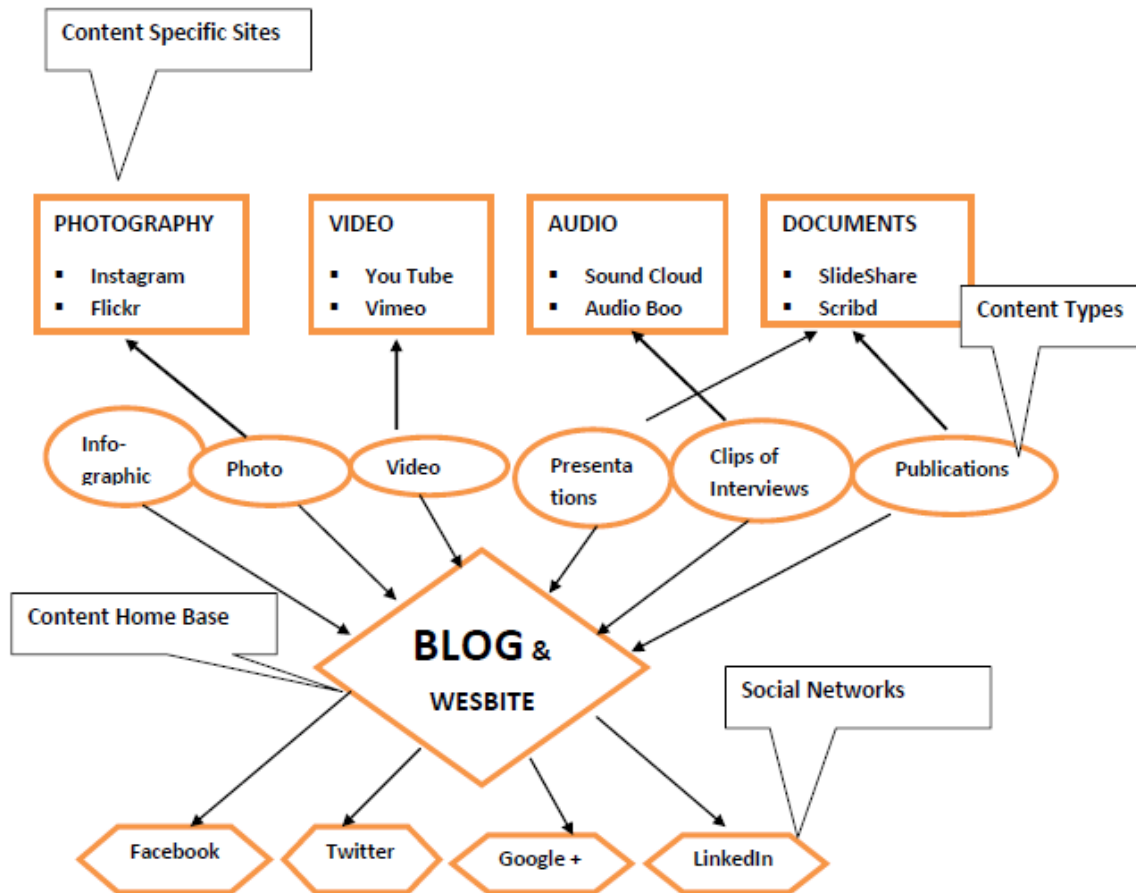 Content Specific Sites
PHOTOGRAPHY
▪ Instagram
▪ Flickr
VIDEO
▪ You Tube
▪ Vimeo
AUDIO
▪ Sound Cloud
▪ Audio Boo
DOCUMENTS
▪ SlideShare
▪ Scribd
Content Types
Info-
graphic
Photo
Video
Presenta
tions
Clips of
Interviews
Publications
Content Home Base
BLOG &
WESBITE
Social Networks
Facebook
Twitter
Google +
LinkedIn